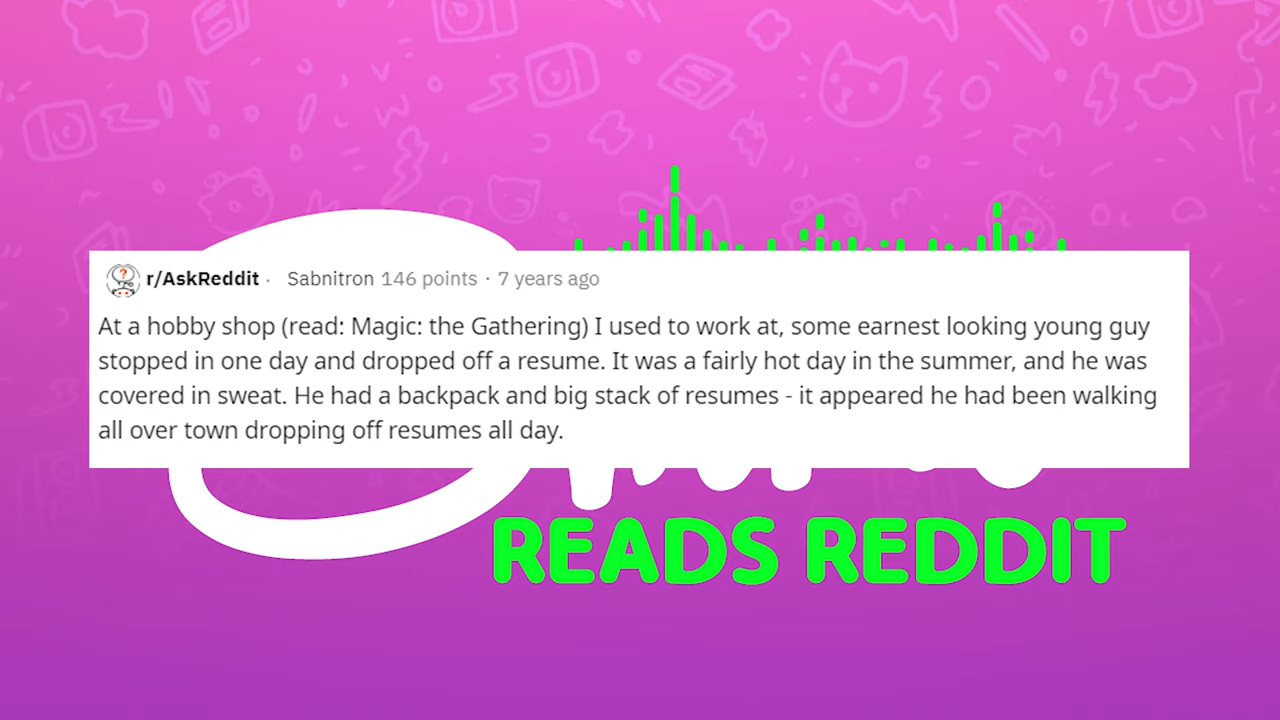 r/AskReddit · Sabnitron 146 points · 7 years ago
At a hobby shop (read: Magic: the Gathering) I used to work at, some earnest looking young guy
stopped in one day and dropped off a resume. It was a fairly hot day in the summer, and he was
covered in sweat. He had a backpack and big stack of resumes - it appeared he had been walking
all over town dropping off resumes all day.
READS REDDIT